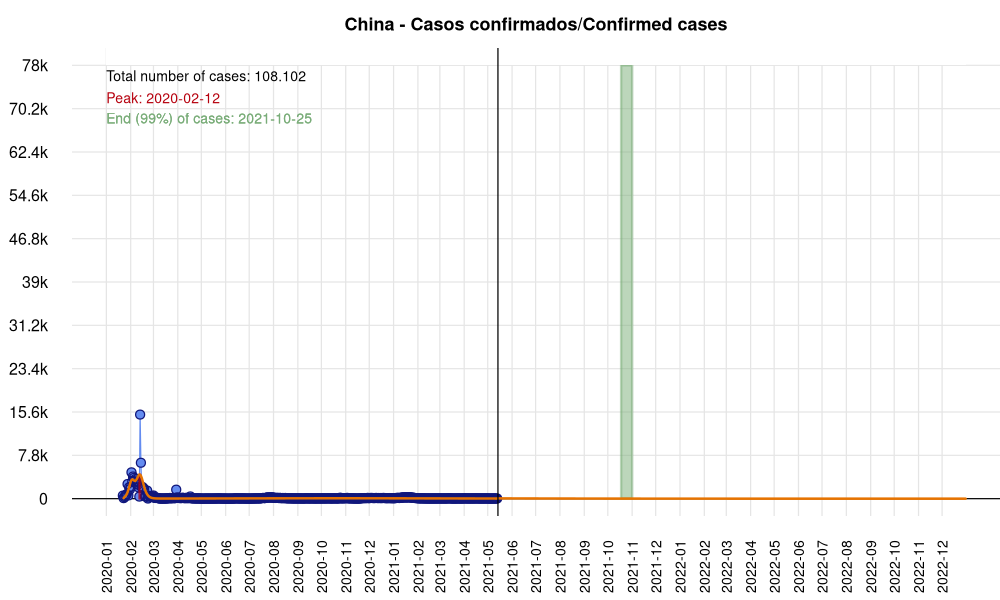 China - Casos confirmados/Confirmed cases
Total number of cases: 108.102
Peak: 2020-02-12
End (99%) of cases: 2021-10-25
78k
70.2k
62.4k
54.6k
46.8k
39k
31.2k
23.4k
15.6k
7.8k
0
2020-01
2020-02
2020-03
2020-04
2020-05
2020-06
2020-07
2020-08
2020-09
2020-10
2020-11
2020-12
2021-01
2021-02
2021-03
2021-04
2021-05
2021-06
2021-07
2021-08
2021-09
2021-10
2021-11
2021-12
2022-01
2022-02
2022-03
2022-04
2022-05
2022-06
2022-07
2022-08
2022-09
2022-10
2022-11
2022-12